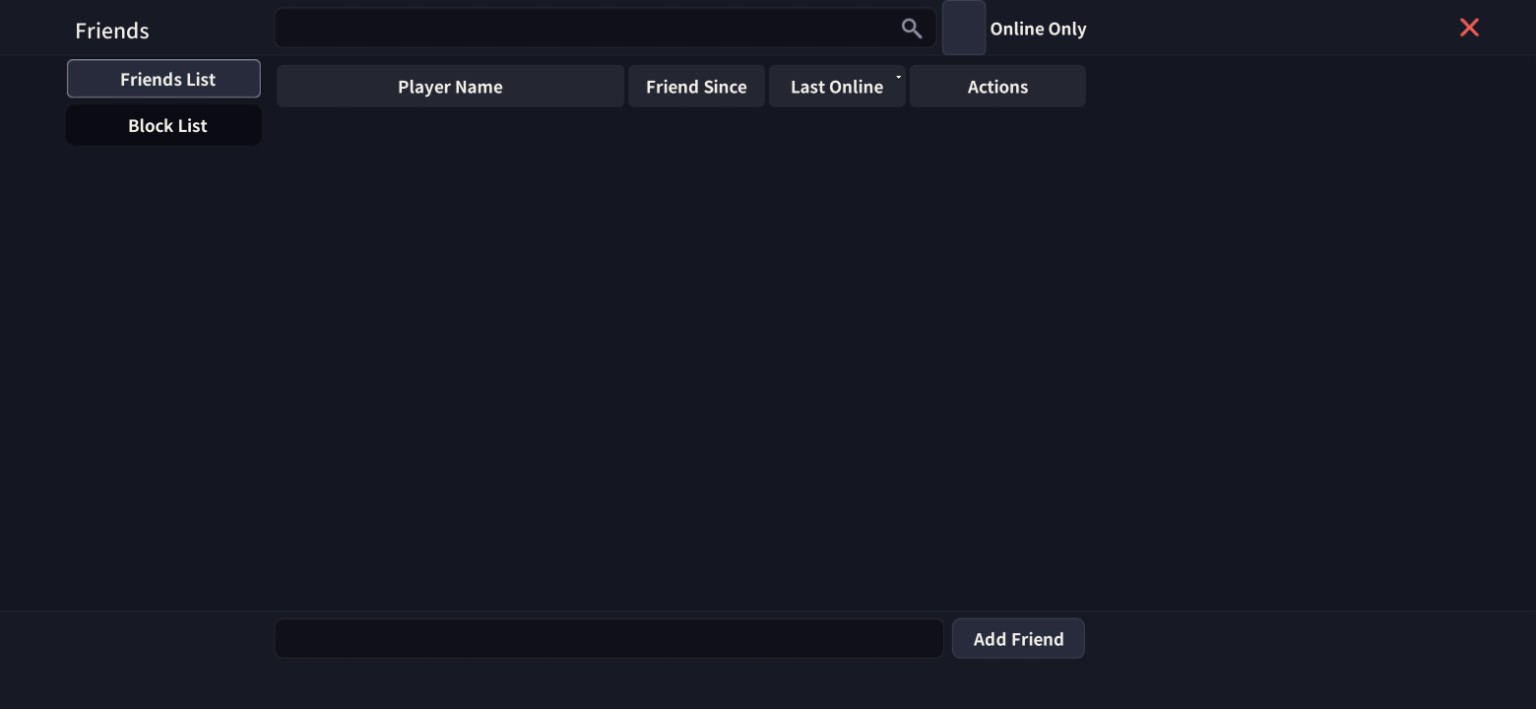 Friends
Online Only
Friends List
Player Name
Friend Since
Last Online
Actions
Block List
Add Friend